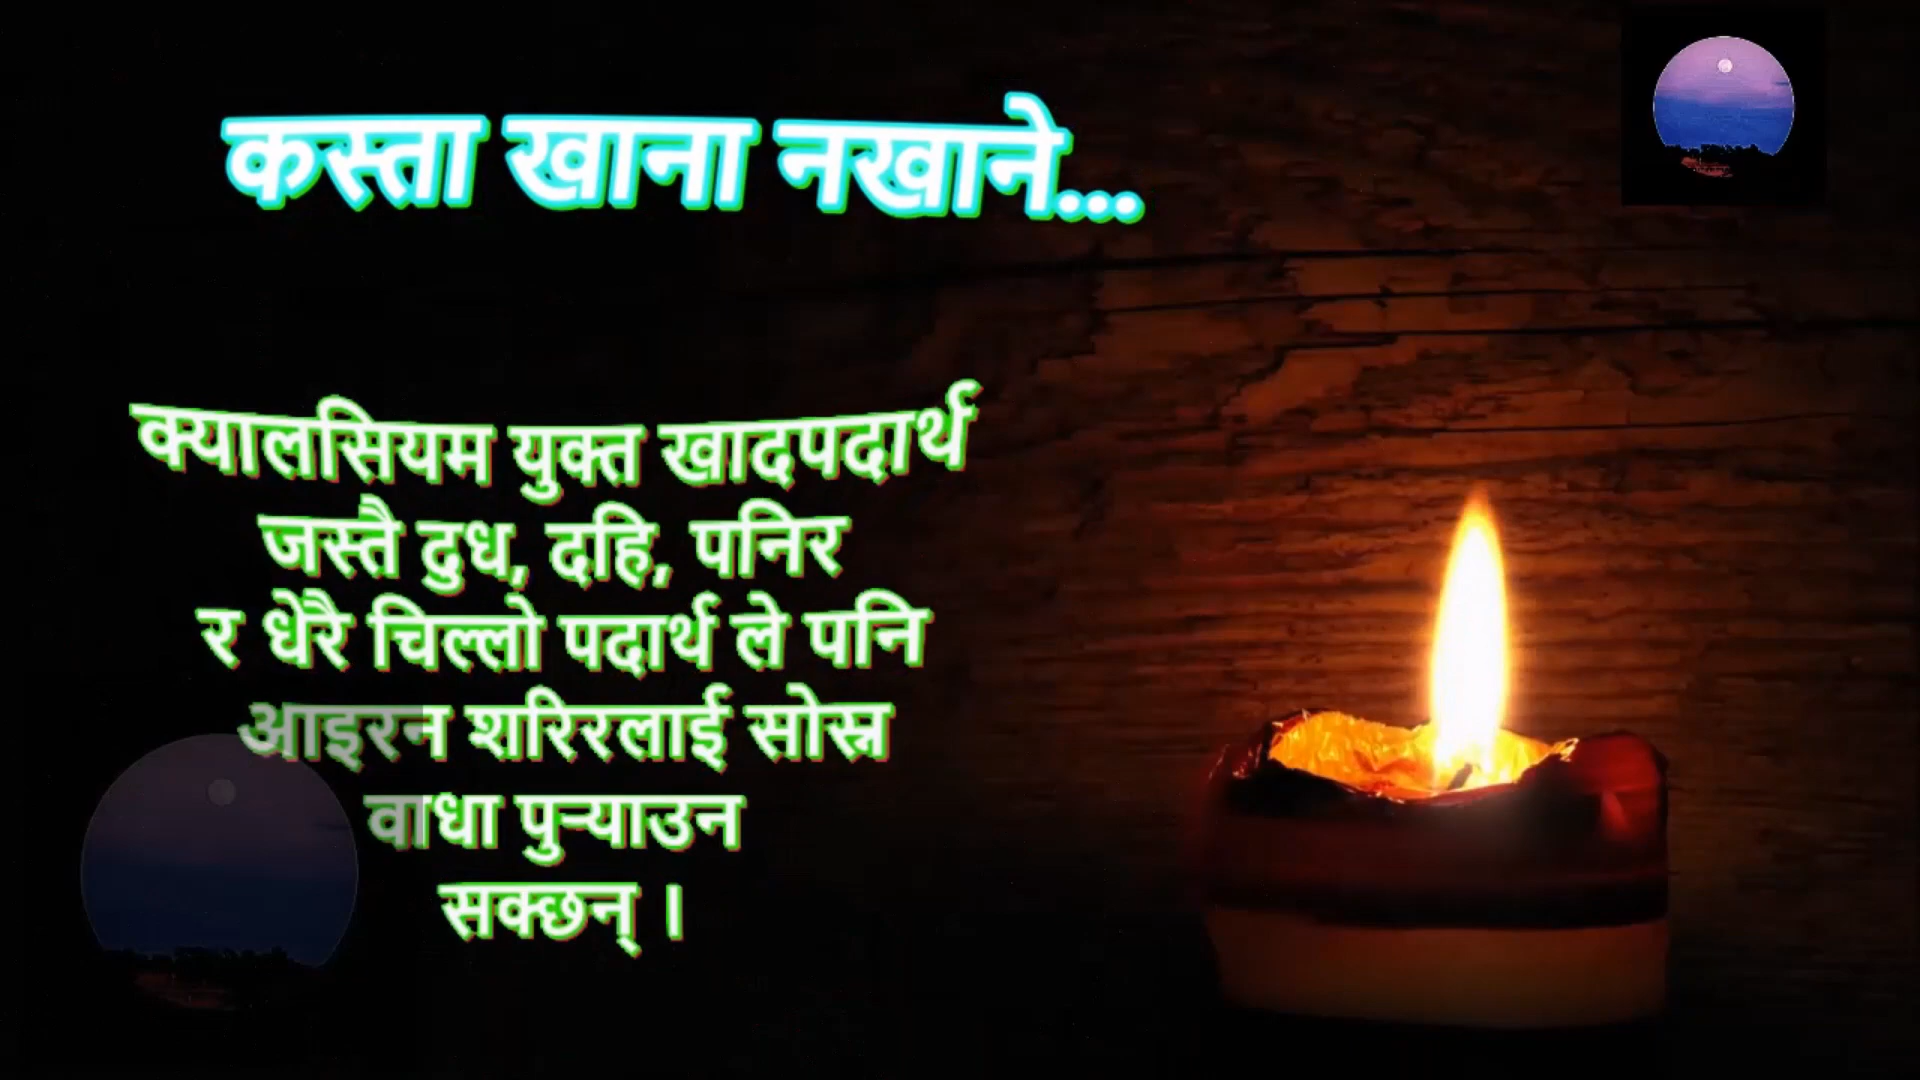 कस्ता खाना नखाने...
क्यालसियम युक्त खादपदार्थ
जस्तै दुध, दहि, पनिर
र धेरै चिल्लो पदार्थ ले पनि
आइरन शरिरलाई सोस्न
वाधा पुऱ्याउन
सक्छन् ।